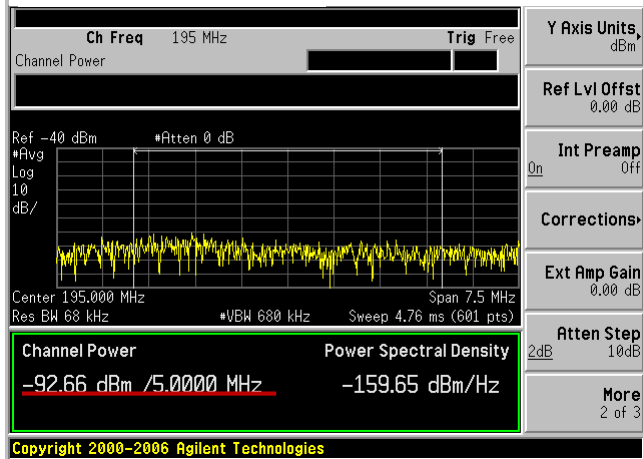 Ch Freq 195 MHz Trig Free
Channel Power
Ref -40 dBm #Atten 0 dB
#Avg
Log
10
dB/
Center 195.000 MHz Span 7.5 MHz
Res BW 68 kHz #VBW 680 kHz Sweep 4.76 ms (601 pts)
Channel Power Power Spectral Density
-92.66 dBm /5.0000 MHz -159.65 dBm/Hz
Copyright 2000-2006 Agilent Technologies
Y Axis Units
dBm
Ref Lvl Offst
0.00 dB
Int Preamp
On Off
Corrections
Ext Amp Gain
0.00 dB
Atten Step
2dB 10dB
More
2 of 3